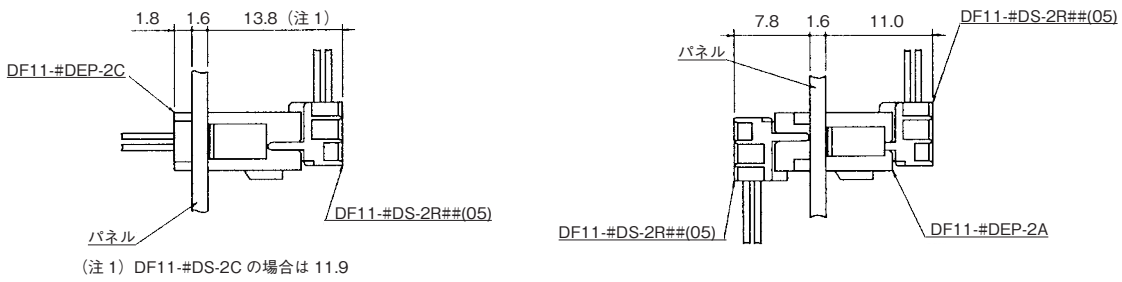 1.8 1.6 13.8（注 1）
DF11-#DEP-2C
DF11-#DS-2R##(05)
パネル
（注 1）DF11-#DS-2C の場合は 11.9
7.8 1.6 11.0
DF11-#DS-2R##(05)
パネル
DF11-#DS-2R##(05)
DF11-#DEP-2A